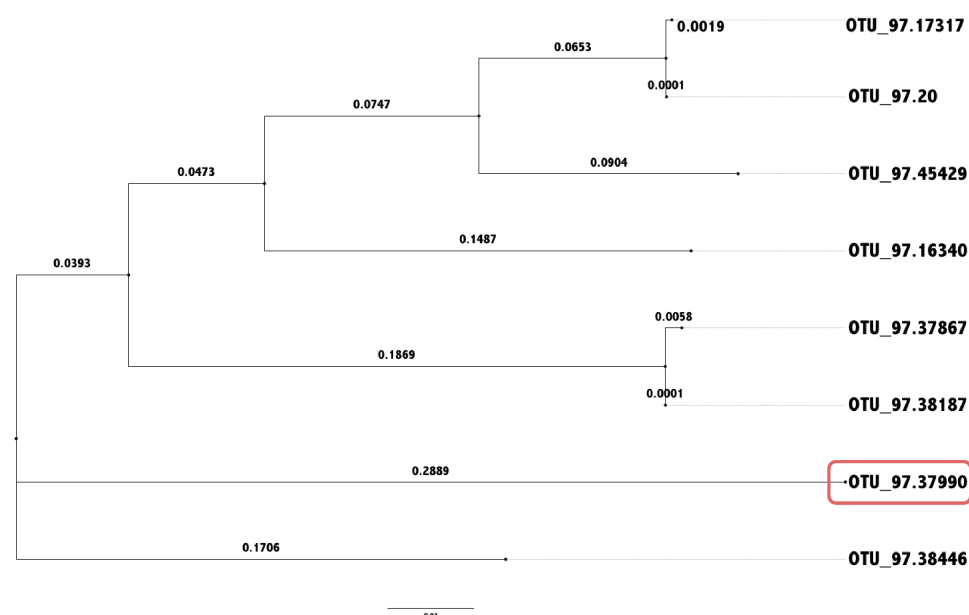 0.0019 OTU_97.17317
0.0653
0.0001 OTU_97.20
0.0747
0.0904 OTU_97.45429
0.0473
0.1487 OTU_97.16340
0.0393
0.0058 OTU_97.37867
0.1869
0.0001 OTU_97.38187
0.2889 OTU_97.37990
0.1706 OTU_97.38446